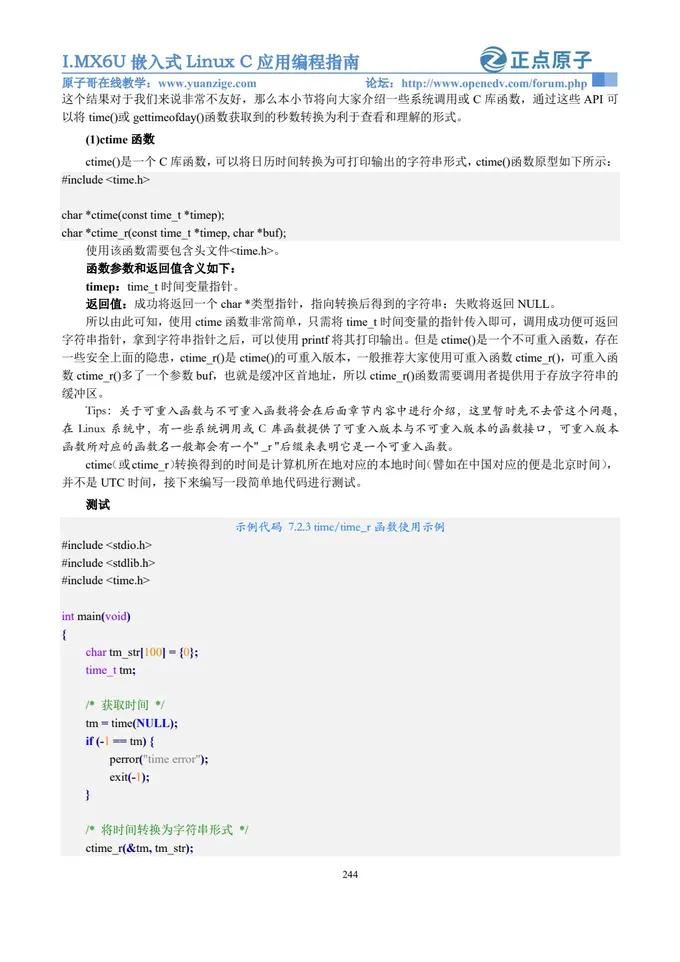 I.MX6U 嵌入式 Linux C 应用编程指南
正点原子
原子哥在线教学：www.yuanzige.com 论坛：http://www.openedv.com/forum.php
这个结果对于我们来说非常不友好，那么本小节将向大家介绍一些系统调用或 C 库函数，通过这些 API 可
以将 time()或 gettimeofday()函数获取到的秒数转换为利于查看和理解的形式。
(1)ctime 函数
ctime()是一个 C 库函数，可以将日历时间转换为可打印输出的字符串形式，ctime()函数原型如下所示：
#include <time.h>
char *ctime(const time_t *timep);
char *ctime_r(const time_t *timep, char *buf);
使用该函数需要包含头文件<time.h>。
函数参数和返回值含义如下：
timep：time_t 时间变量指针。
返回值：成功将返回一个 char *类型指针，指向转换后得到的字符串；失败将返回 NULL。
所以由此可知，使用 ctime 函数非常简单，只需将 time_t 时间变量的指针传入即可，调用成功便可返回
字符串指针，拿到字符串指针之后，可以使用 printf 将其打印输出。但是 ctime()是一个不可重入函数，存在
一些安全上面的隐患，ctime_r()是 ctime()的可重入版本，一般推荐大家使用可重入函数 ctime_r()，可重入函
数 ctime_r()多了一个参数 buf，也就是缓冲区首地址，所以 ctime_r()函数需要调用者提供用于存放字符串的
缓冲区。
Tips：关于可重入函数与不可重入函数将会在后面章节内容中进行介绍，这里暂时先不去管这个问题，
在 Linux 系统中，有一些系统调用或 C 库函数提供了可重入版本与不可重入版本的函数接口，可重入版本
函数所对应的函数名一般都会有一个" _r "后缀来表明它是一个可重入函数。
ctime（或 ctime_r）转换得到的时间是计算机所在地对应的本地时间（譬如在中国对应的便是北京时间），
并不是 UTC 时间，接下来编写一段简单地代码进行测试。
测试
示例代码 7.2.3 time/time_r 函数使用示例
#include <stdio.h>
#include <stdlib.h>
#include <time.h>
int main(void)
{
char tm_str[100] = {0};
time_t tm;
/* 获取时间 */
tm = time(NULL);
if (-1 == tm) {
perror("time error");
exit(-1);
}
/* 将时间转换为字符串形式 */
ctime_r(&tm, tm_str);
244